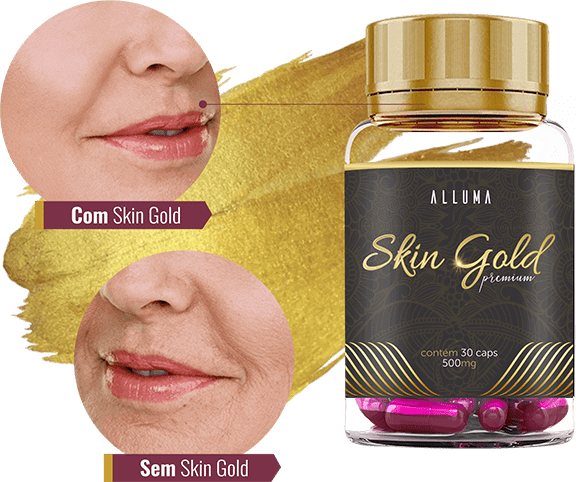 Com Skin Gold
Sem Skin Gold
ALLUMA
Skin Gold
premium
contém 30 caps
500mg